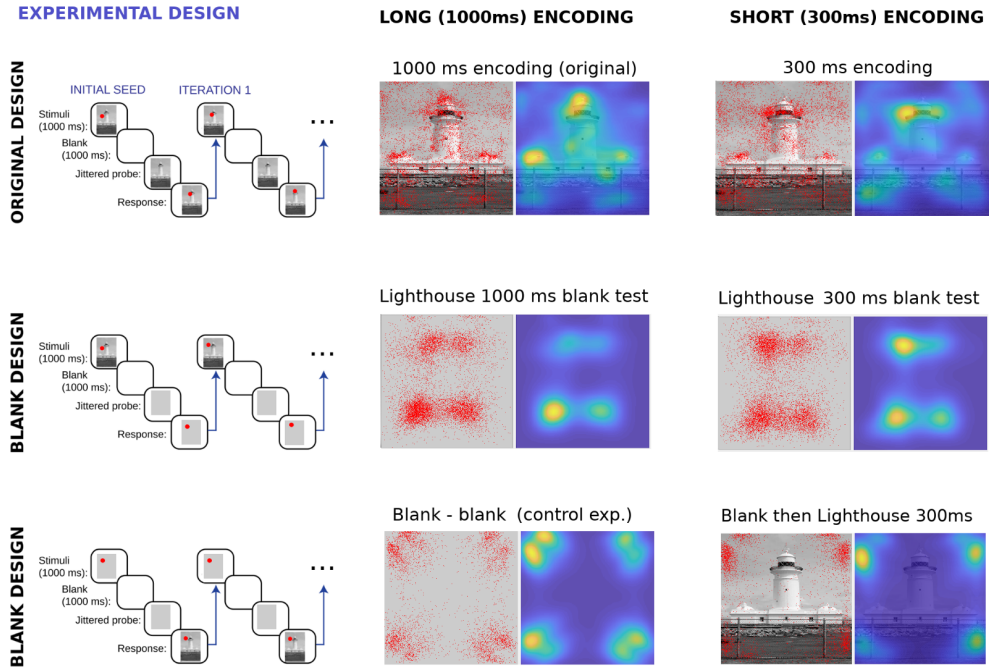 EXPERIMENTAL DESIGN
LONG (1000ms) ENCODING
SHORT (300ms) ENCODING
ORIGINAL DESIGN
INITIAL SEED
ITERATION 1
Stimuli
(1000 ms):
Blank
(1000 ms):
Jittered probe:
Response:
...
1000 ms encoding (original)
300 ms encoding
BLANK DESIGN
Stimuli
(1000 ms):
Blank
(1000 ms):
Jittered probe:
Response:
...
Lighthouse 1000 ms blank test
Lighthouse 300 ms blank test
BLANK DESIGN
Stimuli
(1000 ms):
Blank
(1000 ms):
Jittered probe:
Response:
...
Blank - blank (control exp.)
Blank then Lighthouse 300ms